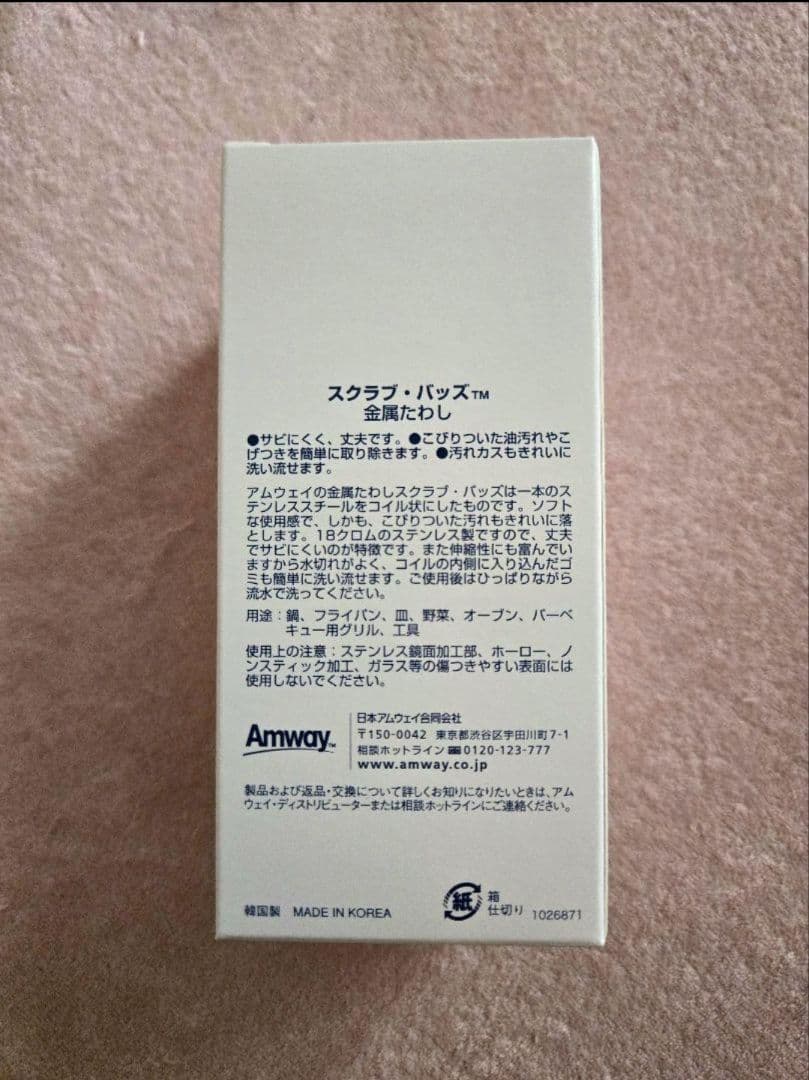 スクラブ・バッズ™
金属たわし
●サビにくく、丈夫です。●こびりついた油汚れやこ
げつきを簡単に取り除きます。●汚れカスもきれいに
洗い流せます。
アムウェイの金属たわしスクラブ・バッズは一本のス
テンレススチールをコイル状にしたものです。ソフト
な使用感で、しかも、こびりついた汚れもきれいに落
とします。18クロムのステンレス製ですので、丈夫
でサビにくいのが特徴です。また伸縮性にも富んでい
ますから水切れがよく、コイルの内側に入り込んだゴ
ミも簡単に洗い流せます。ご使用後はひっぱりながら
流水で洗ってください。
用途：鍋、フライパン、皿、野菜、オーブン、バーベ
キュー用グリル、工具
使用上の注意：ステンレス鏡面加工部、ホーロー、ノ
ンスティック加工、ガラス等の傷つきやすい表面には
使用しないでください。
Amway™
日本アムウェイ合同会社
〒150-0042 東京都渋谷区宇田川町7-1
相談ホットライン 0120-123-777
www.amway.co.jp
製品および返品・交換について詳しくお知りになりたいときは、アム
ウェイ・ディストリビューターまたは相談ホットラインにご連絡ください。
韓国製 MADE IN KOREA
紙
箱
仕切り
1026871